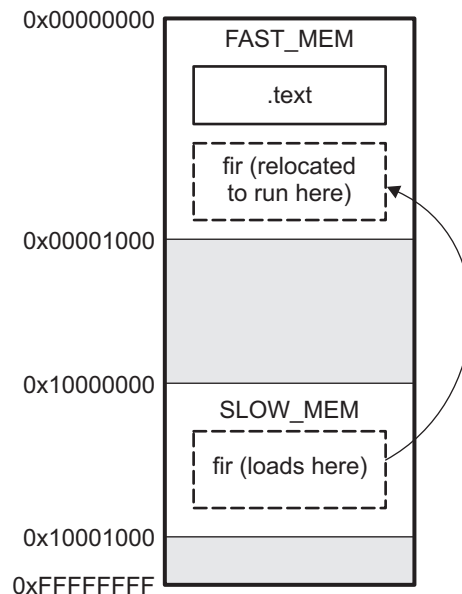 0x00000000
FAST_MEM
.text
fir (relocated
to run here)
0x00001000
0x10000000
SLOW_MEM
fir (loads here)
0x10001000
0xFFFFFFFF